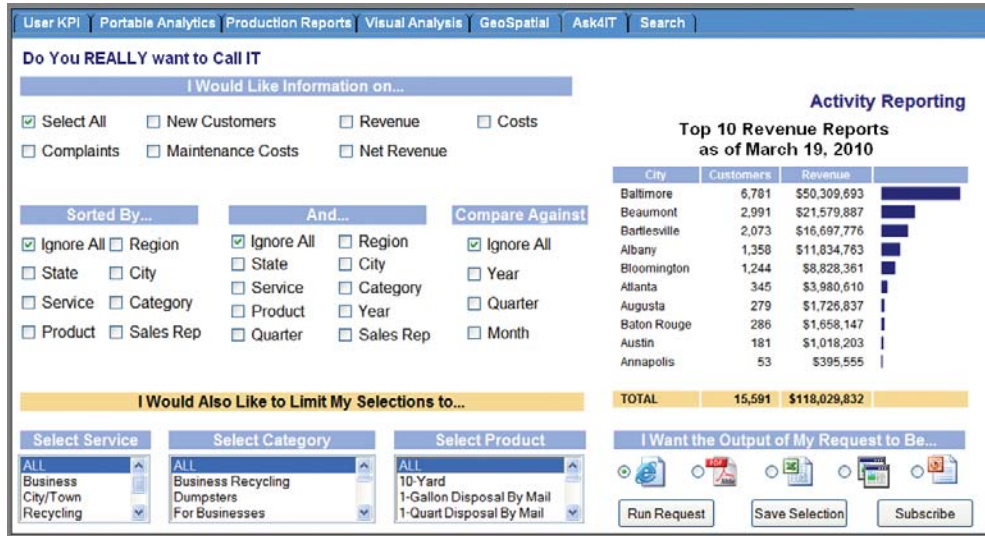 User KPI Portable Analytics Production Reports Visual Analysis GeoSpatial Ask4IT Search
Do You REALLY want to Call IT
I Would Like Information on...
Select All New Customers Revenue Costs
Complaints Maintenance Costs Net Revenue
Sorted By...
Ignore All Region
State City
Service Category
Product Sales Rep
And...
Ignore All Region
State City
Service Category
Product Year
Quarter Sales Rep
Compare Against
Ignore All
Year
Quarter
Month
Activity Reporting
Top 10 Revenue Reports
as of March 19, 2010
City Customers Revenue
Baltimore 6,781 $50,309,693
Beaumont 2,991 $21,579,887
Bartlesville 2,073 $16,697,776
Albany 1,358 $11,834,763
Bloomington 1,244 $8,828,361
Atlanta 345 $3,980,610
Augusta 279 $1,726,837
Baton Rouge 286 $1,658,147
Austin 181 $1,018,203
Annapolis 53 $395,555
TOTAL 15,591 $118,029,832
I Would Also Like to Limit My Selections to...
Select Service
ALL
Business
City/Town
Recycling
Select Category
ALL
Business Recycling
Dumpsters
For Businesses
Select Product
ALL
10-Yard
1-Gallon Disposal By Mail
1-Quart Disposal By Mail
I Want the Output of My Request to Be...
PDF
Run Request Save Selection Subscribe